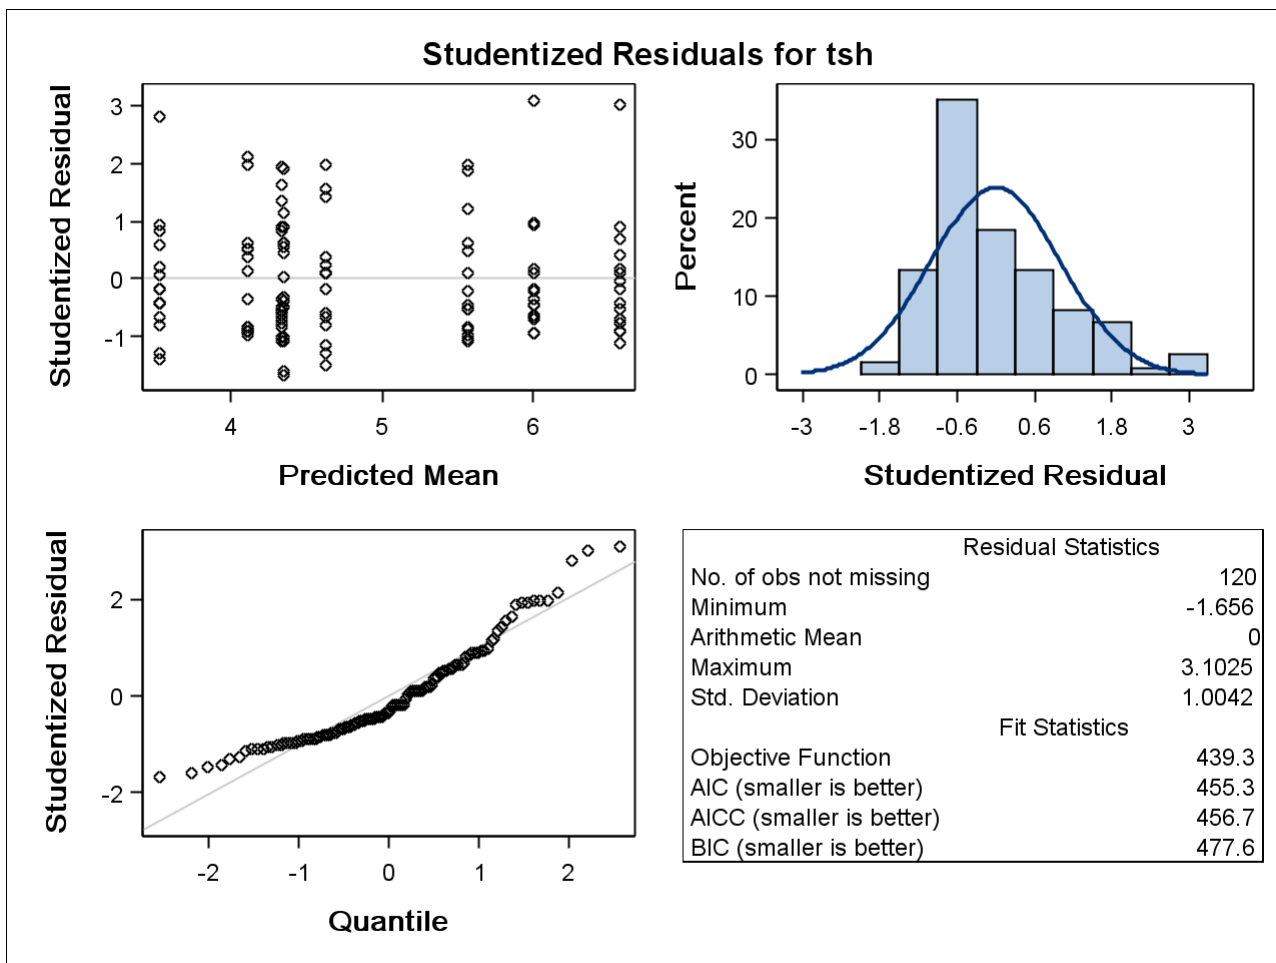 Studentized Residuals for tsh
Studentized Residual
3
2
1
0
-1
4 5 6
Predicted Mean
Percent
30
20
10
0
-3 -1.8 -0.6 0.6 1.8 3
Studentized Residual
Studentized Residual
2
0
-2
-2 -1 0 1 2
Quantile
Residual Statistics
No. of obs not missing 120
Minimum -1.656
Arithmetic Mean 0
Maximum 3.1025
Std. Deviation 1.0042
Fit Statistics
Objective Function 439.3
AIC (smaller is better) 455.3
AICC (smaller is better) 456.7
BIC (smaller is better) 477.6